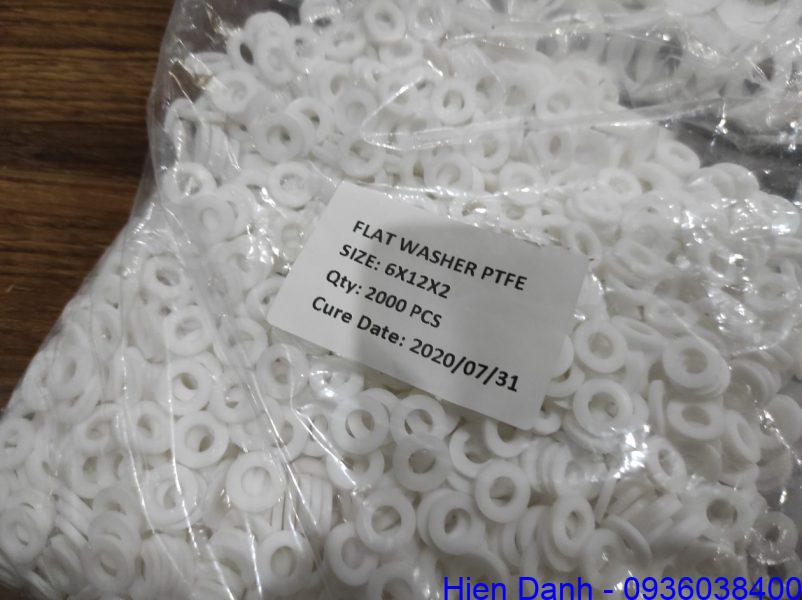 FLAT WASHER PTFE
SIZE: 6X12X2
Qty: 2000 PCS
Cure Date: 2020/07/31
Hien Danh - 0936038400